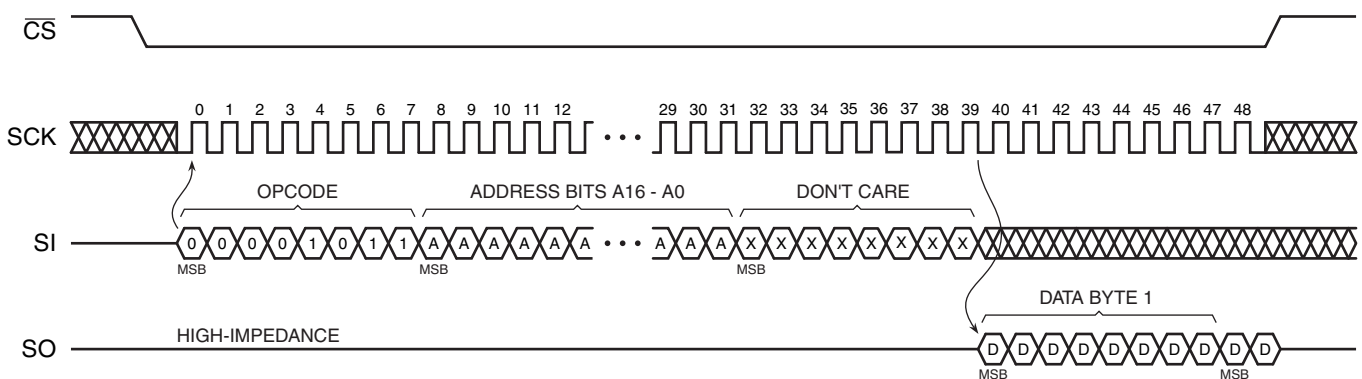 CS
0 1 2 3 4 5 6 7 8 9 10 11 12 29 30 31 32 33 34 35 36 37 38 39 40 41 42 43 44 45 46 47 48
SCK
OPCODE ADDRESS BITS A16 - A0 DON'T CARE
SI 0 0 0 0 1 0 1 1 A A A A A A A A A X X X X X X X X
MSB MSB MSB
DATA BYTE 1
HIGH-IMPEDANCE
SO D D D D D D D D D D
MSB MSB